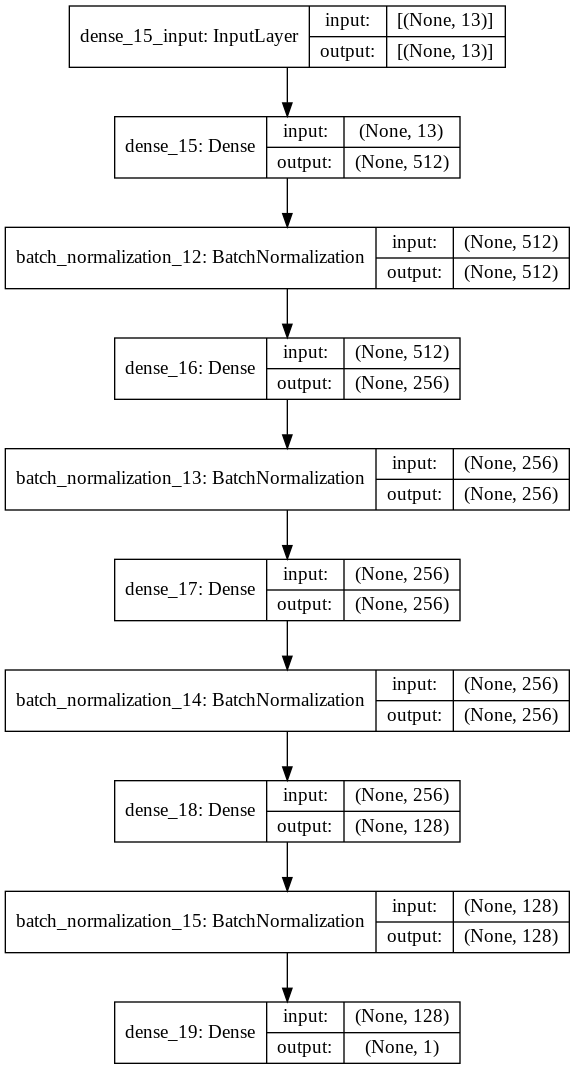 dense_15_input: InputLayer
input: [(None, 13)]
output: [(None, 13)]
dense_15: Dense
input: (None, 13)
output: (None, 512)
batch_normalization_12: BatchNormalization
input: (None, 512)
output: (None, 512)
dense_16: Dense
input: (None, 512)
output: (None, 256)
batch_normalization_13: BatchNormalization
input: (None, 256)
output: (None, 256)
dense_17: Dense
input: (None, 256)
output: (None, 256)
batch_normalization_14: BatchNormalization
input: (None, 256)
output: (None, 256)
dense_18: Dense
input: (None, 256)
output: (None, 128)
batch_normalization_15: BatchNormalization
input: (None, 128)
output: (None, 128)
dense_19: Dense
input: (None, 128)
output: (None, 1)